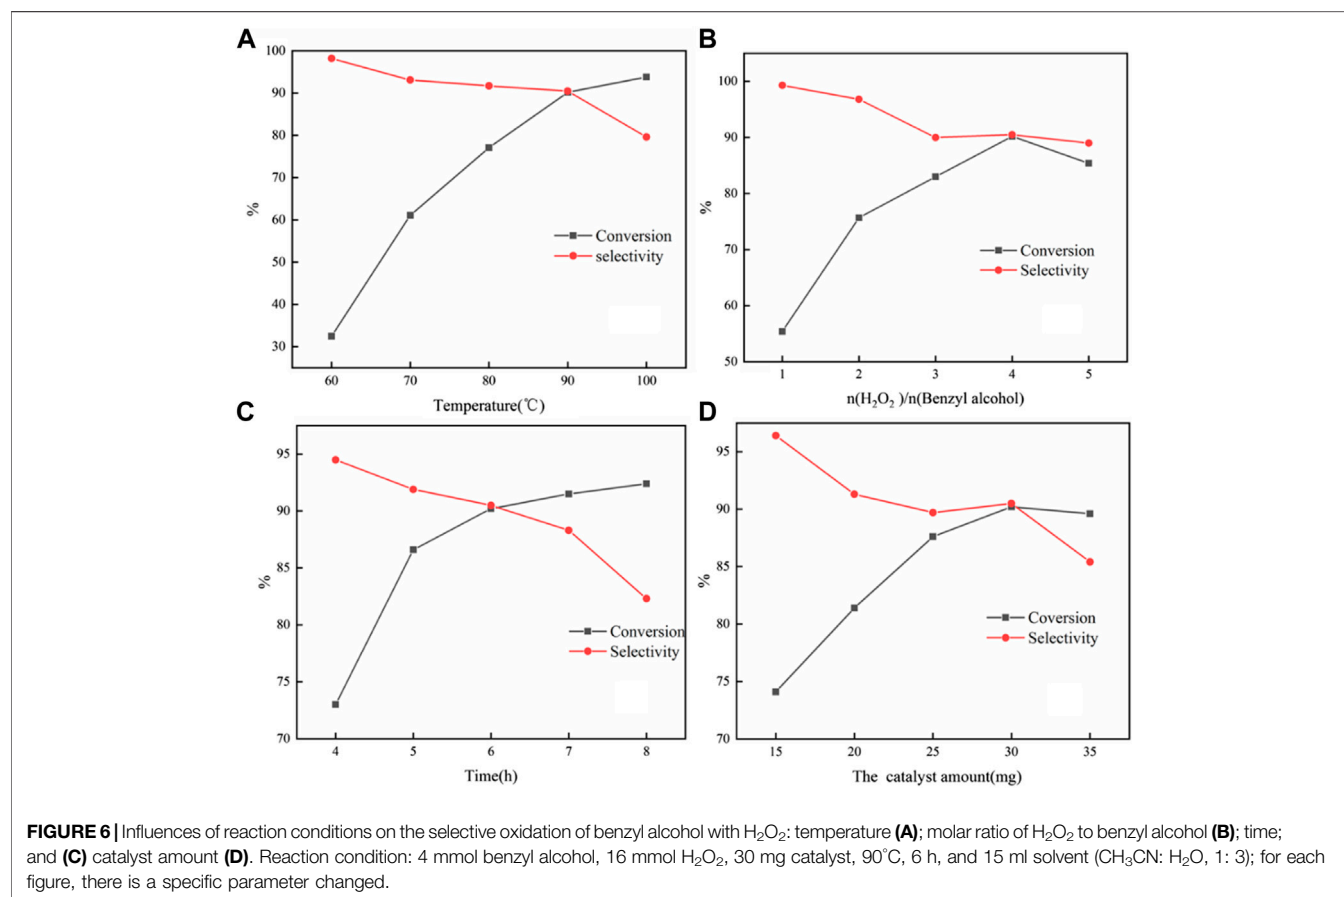 A
100
90
80
70
60
50
40
30
%
Conversion
selectivity
60 70 80 90 100
Temperature(℃)
B
100
90
80
70
60
50
%
Conversion
Selectivity
1 2 3 4 5
n(H₂O₂ )/n(Benzyl alcohol)
C
95
90
85
80
75
70
%
Conversion
Selectivity
4 5 6 7 8
Time(h)
D
95
90
85
80
75
70
%
Coversion
Selectivity
15 20 25 30 35
The catalyst amount(mg)
FIGURE 6 | Influences of reaction conditions on the selective oxidation of benzyl alcohol with H₂O₂: temperature (A); molar ratio of H₂O₂ to benzyl alcohol (B); time;
and (C) catalyst amount (D). Reaction condition: 4 mmol benzyl alcohol, 16 mmol H₂O₂, 30 mg catalyst, 90°C, 6 h, and 15 ml solvent (CH₃CN: H₂O, 1: 3); for each
figure, there is a specific parameter changed.